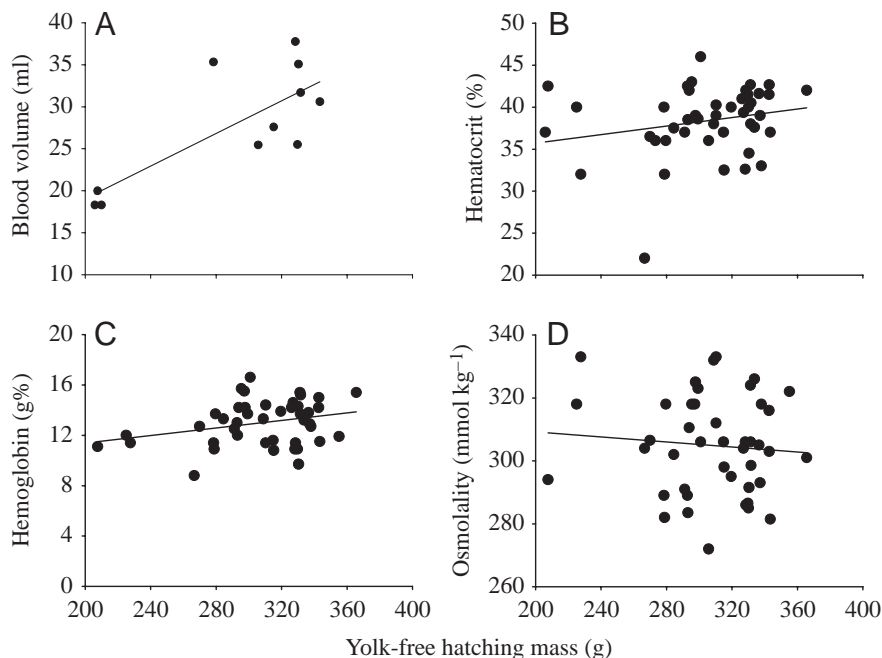 A
B
40
35
30
25
20
15
10
Blood volume (ml)
50
45
40
35
30
25
20
Hematocrit (%)
C
D
20
16
12
8
4
0
Hemoglobin (g%)
340
320
300
280
260
Osmolality (mmol kg⁻¹)
200 240 280 320 360 400
200 240 280 320 360 400
Yolk-free hatching mass (g)